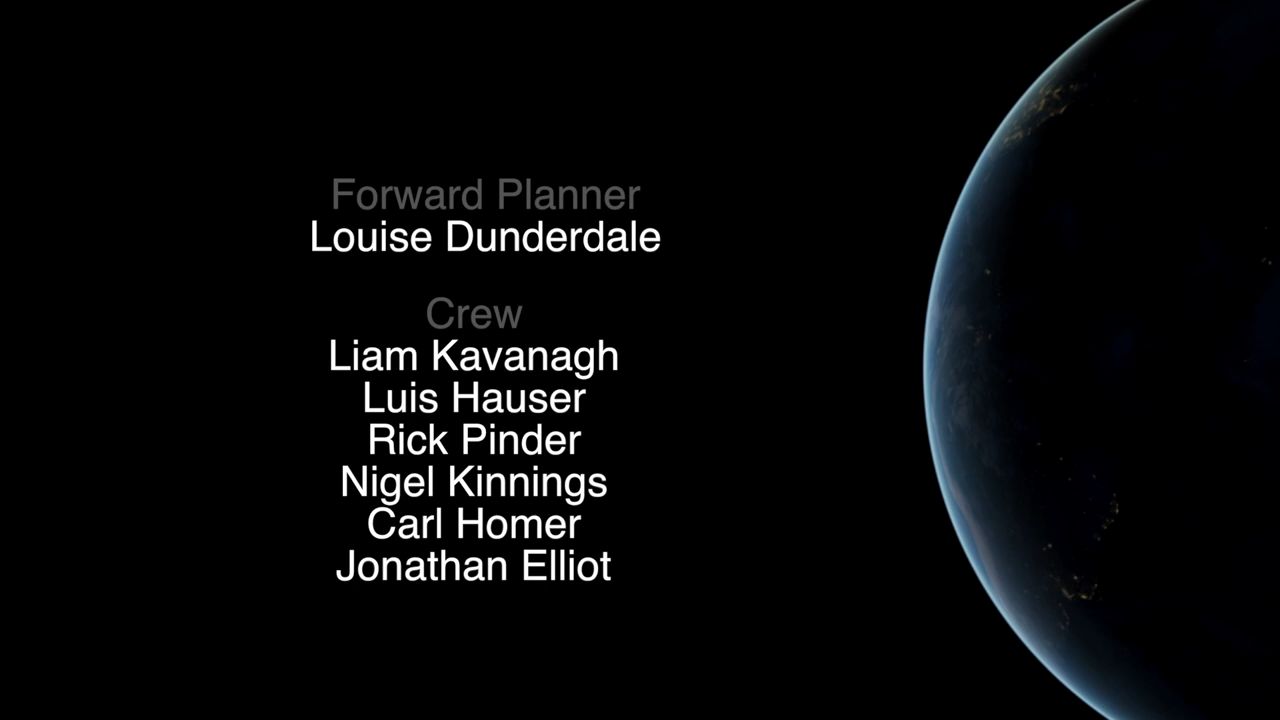 Forward Planner
Louise Dunderdale
Crew
Liam Kavanagh
Luis Hauser
Rick Pinder
Nigel Kinnings
Carl Homer
Jonathan Elliot